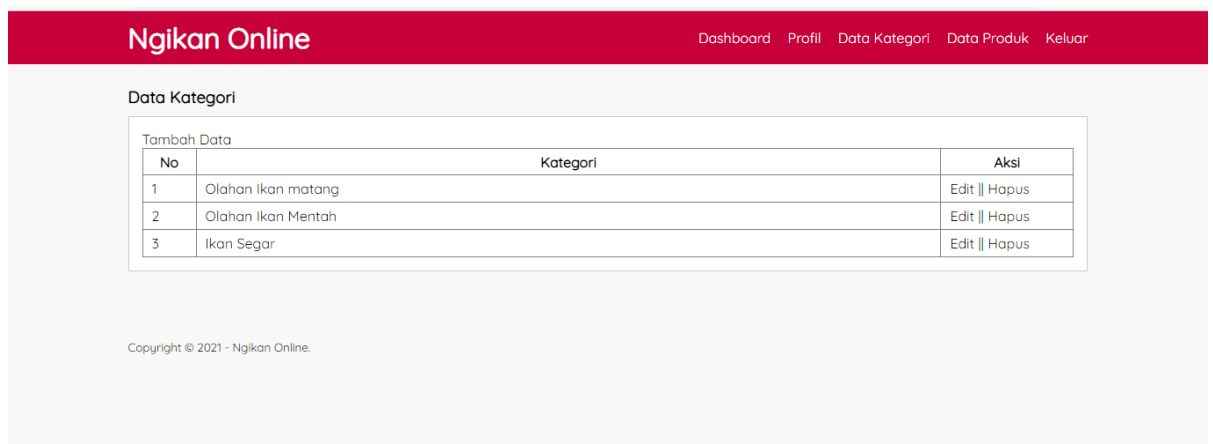 Ngikan Online Dashboard Profil Data Kategori Data Produk Keluar
Data Kategori
Tambah Data
No Kategori Aksi
1 Olahan Ikan matang Edit || Hapus
2 Olahan Ikan Mentah Edit || Hapus
3 Ikan Segar Edit || Hapus
Copyright © 2021 - Ngikan Online.